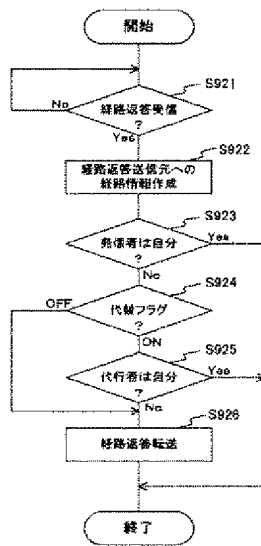 開始
S921
経路返答受信
?
No
Yes
S922
経路返答送信元への
経路情報作成
S923
発信者は自分
?
Yes
No
S924
OFF
代替フラグ
?
ON
S925
代行者は自分
?
Yes
No
S926
経路返答転送
終了